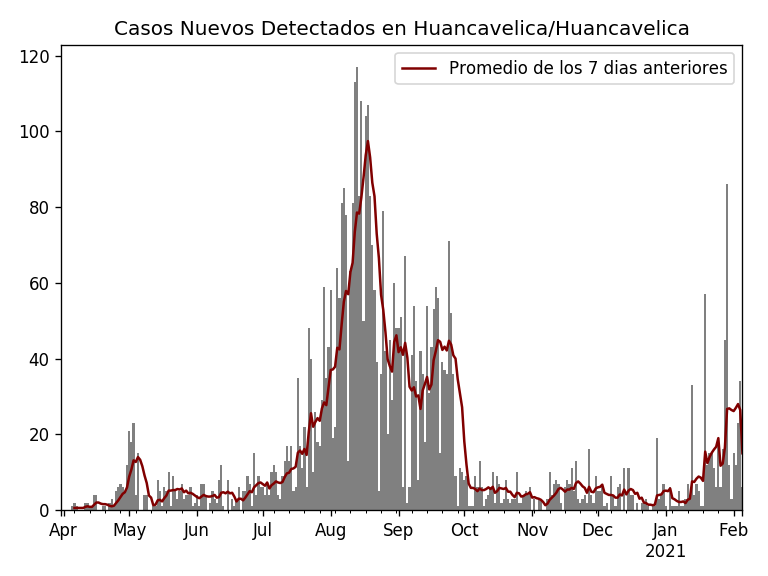 Casos Nuevos Detectados en Huancavelica/Huancavelica
Promedio de los 7 dias anteriores
120
100
80
60
40
20
0
Apr May Jun Jul Aug Sep Oct Nov Dec Jan Feb
2021